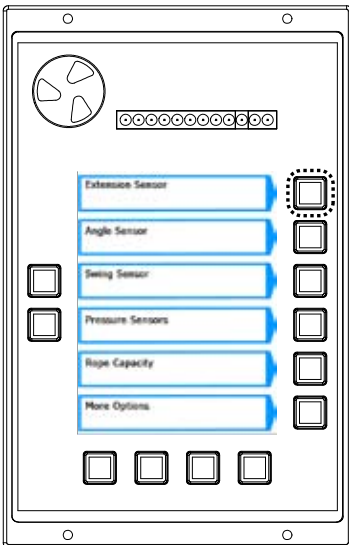 Extension Sensor
Angle Sensor
Swing Sensor
Pressure Sensors
Rope Capacity
More Options